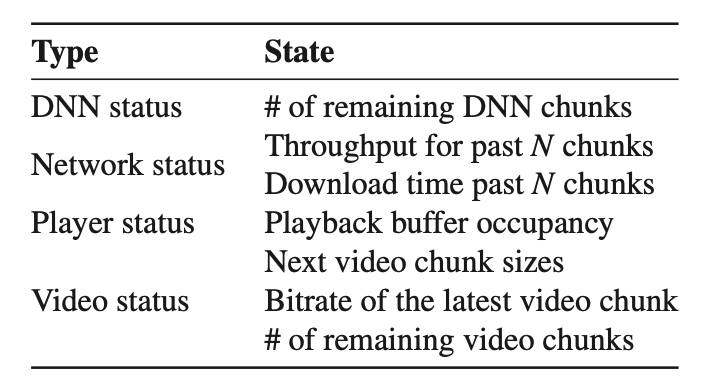 Type State
DNN status # of remaining DNN chunks
Throughput for past N chunks
Network status
Download time past N chunks
Player status Playback buffer occupancy
Next video chunk sizes
Video status Bitrate of the latest video chunk
# of remaining video chunks